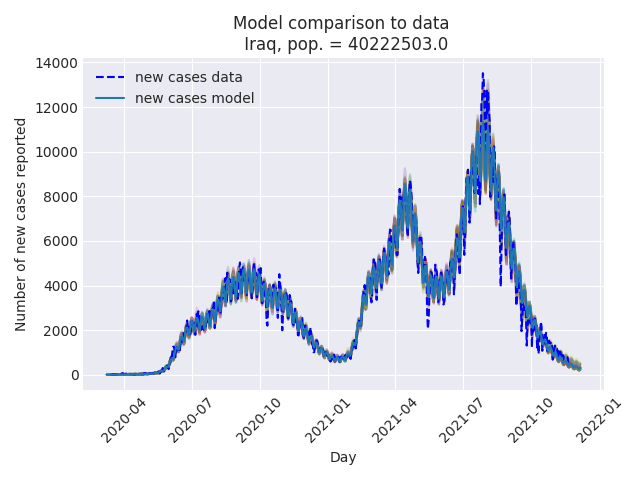 Model comparison to data
Iraq, pop. = 40222503.0
new cases data
new cases model
Number of new cases reported
14000
12000
10000
8000
6000
4000
2000
0
2020-04
2020-07
2020-10
2021-01
2021-04
2021-07
2021-10
2022-01
Day